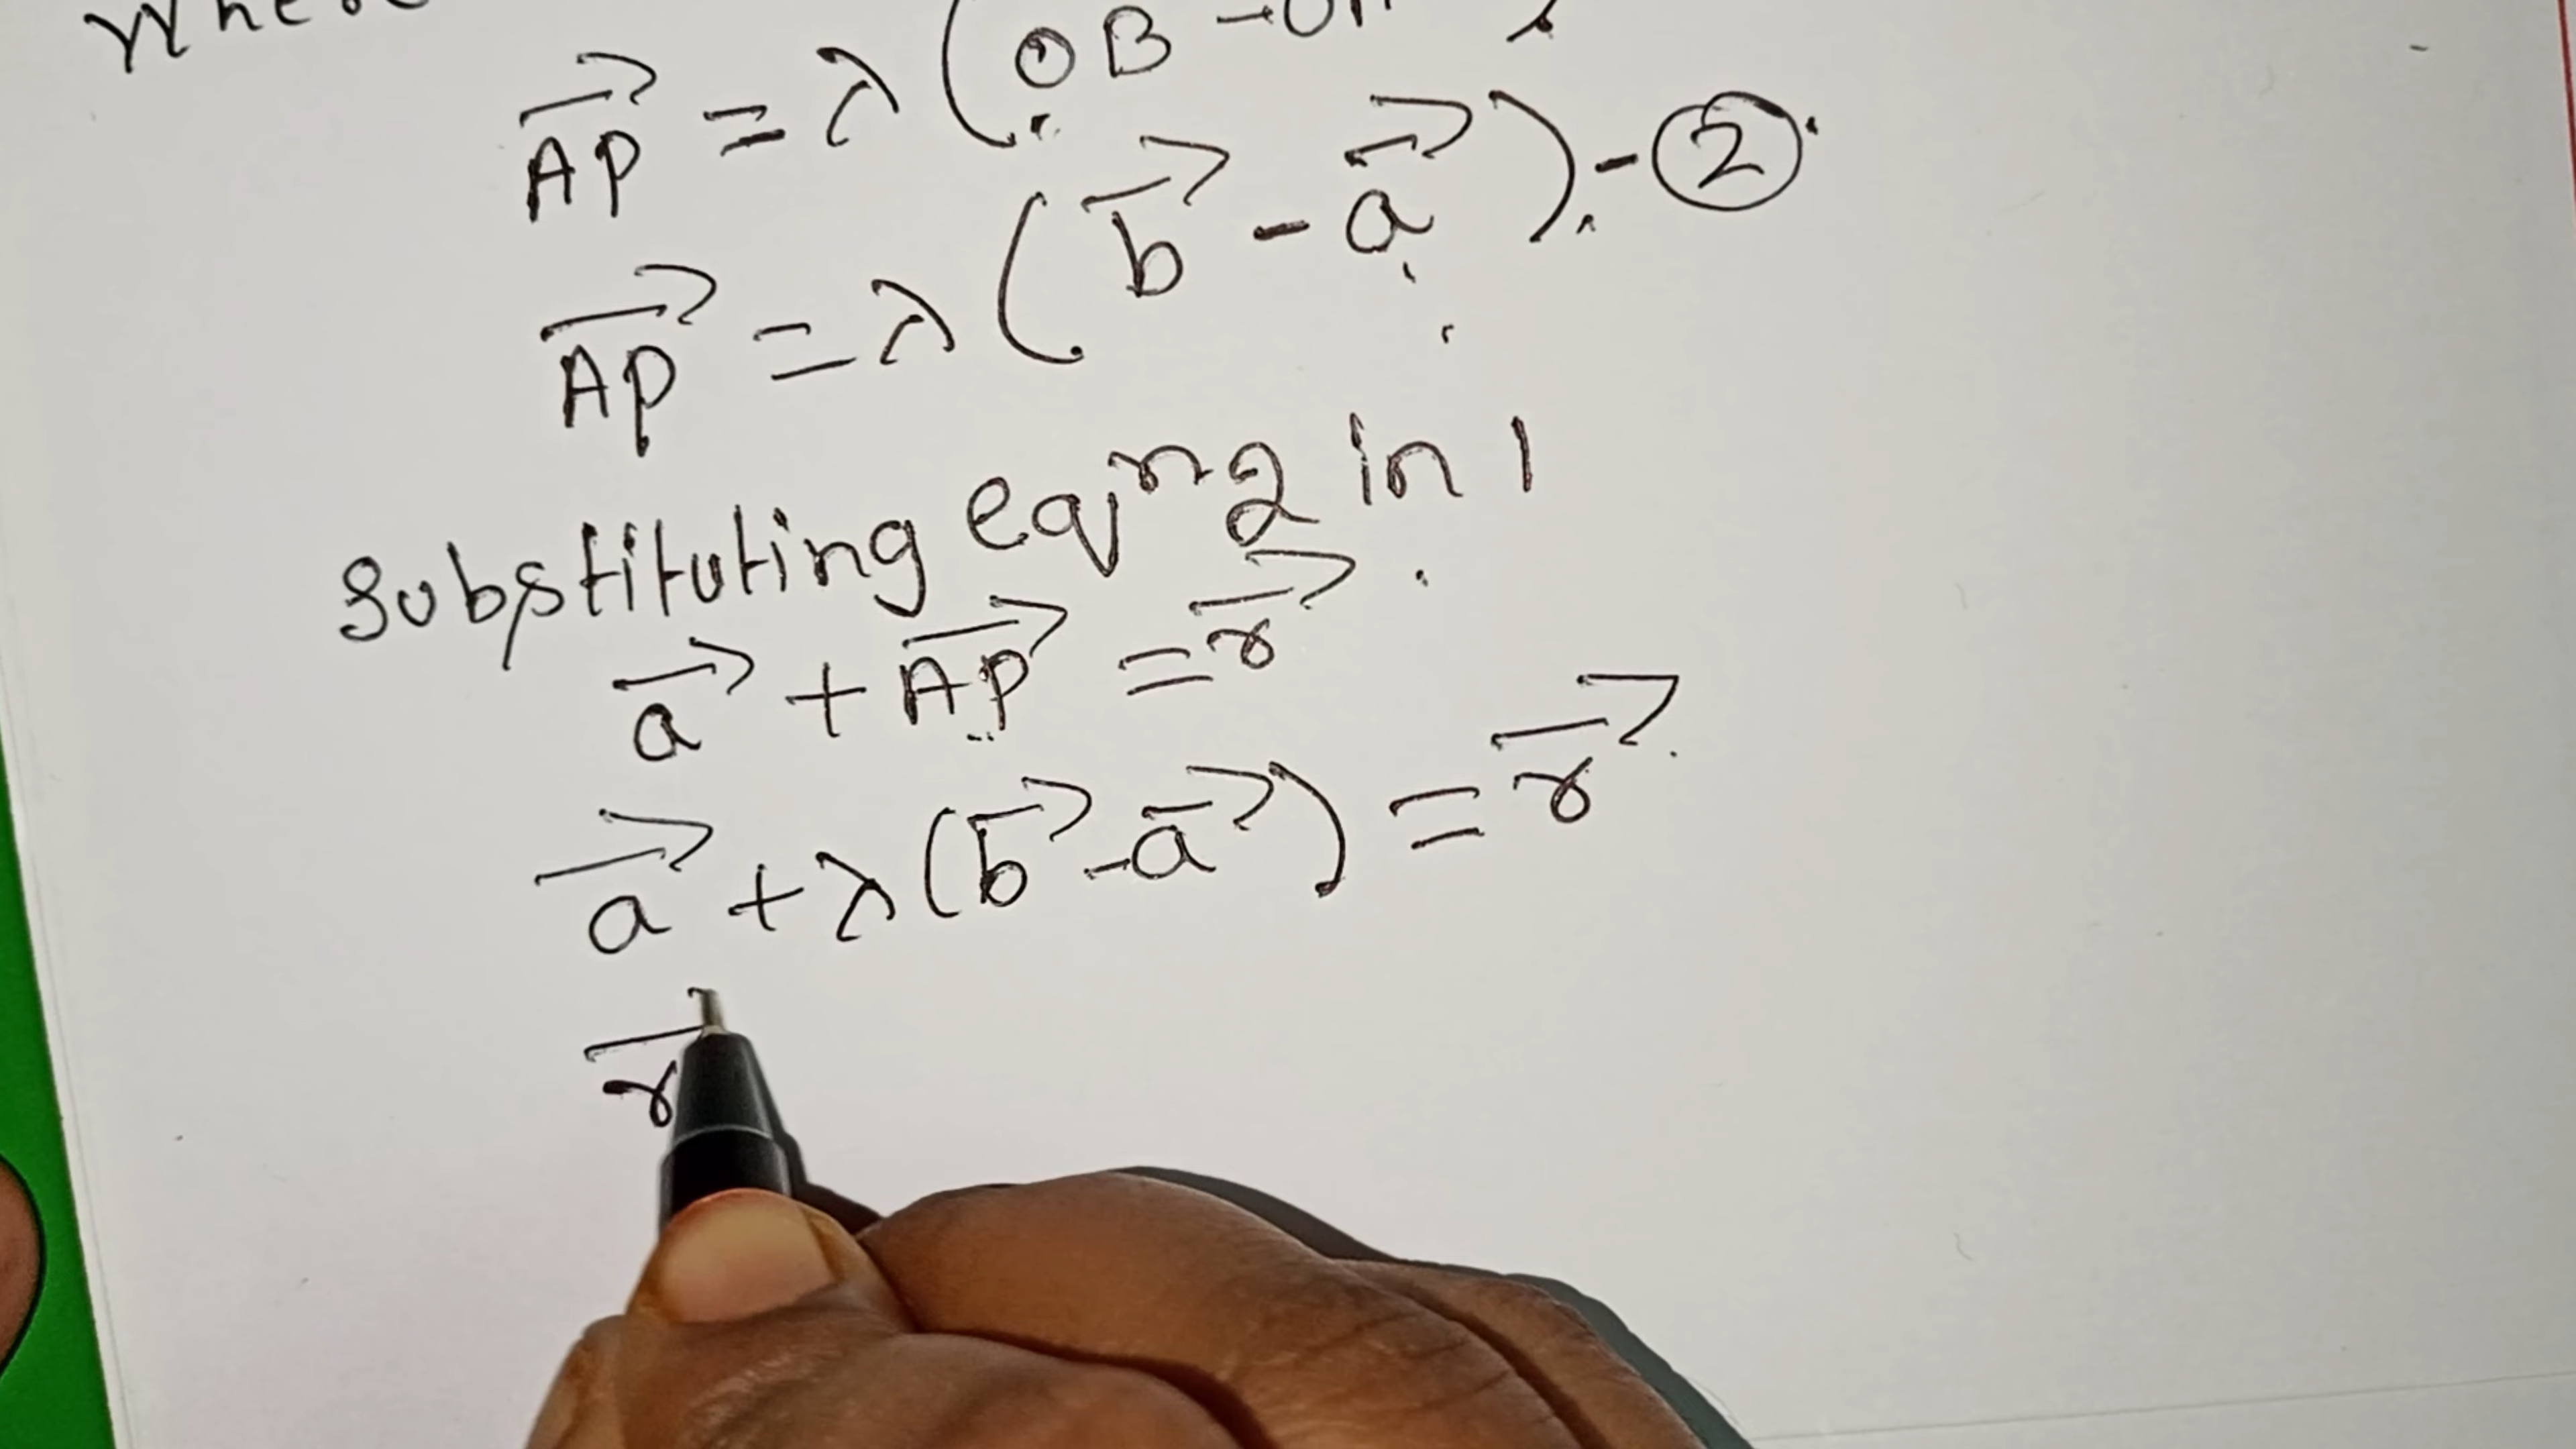 AP→ = λ(OB - OA
AP→ = λ(b→ - a→) - ②
Substituting eqn 2 in 1
a→ + AP→ = r→
a→ + λ(b→ - a→) = r→
r→